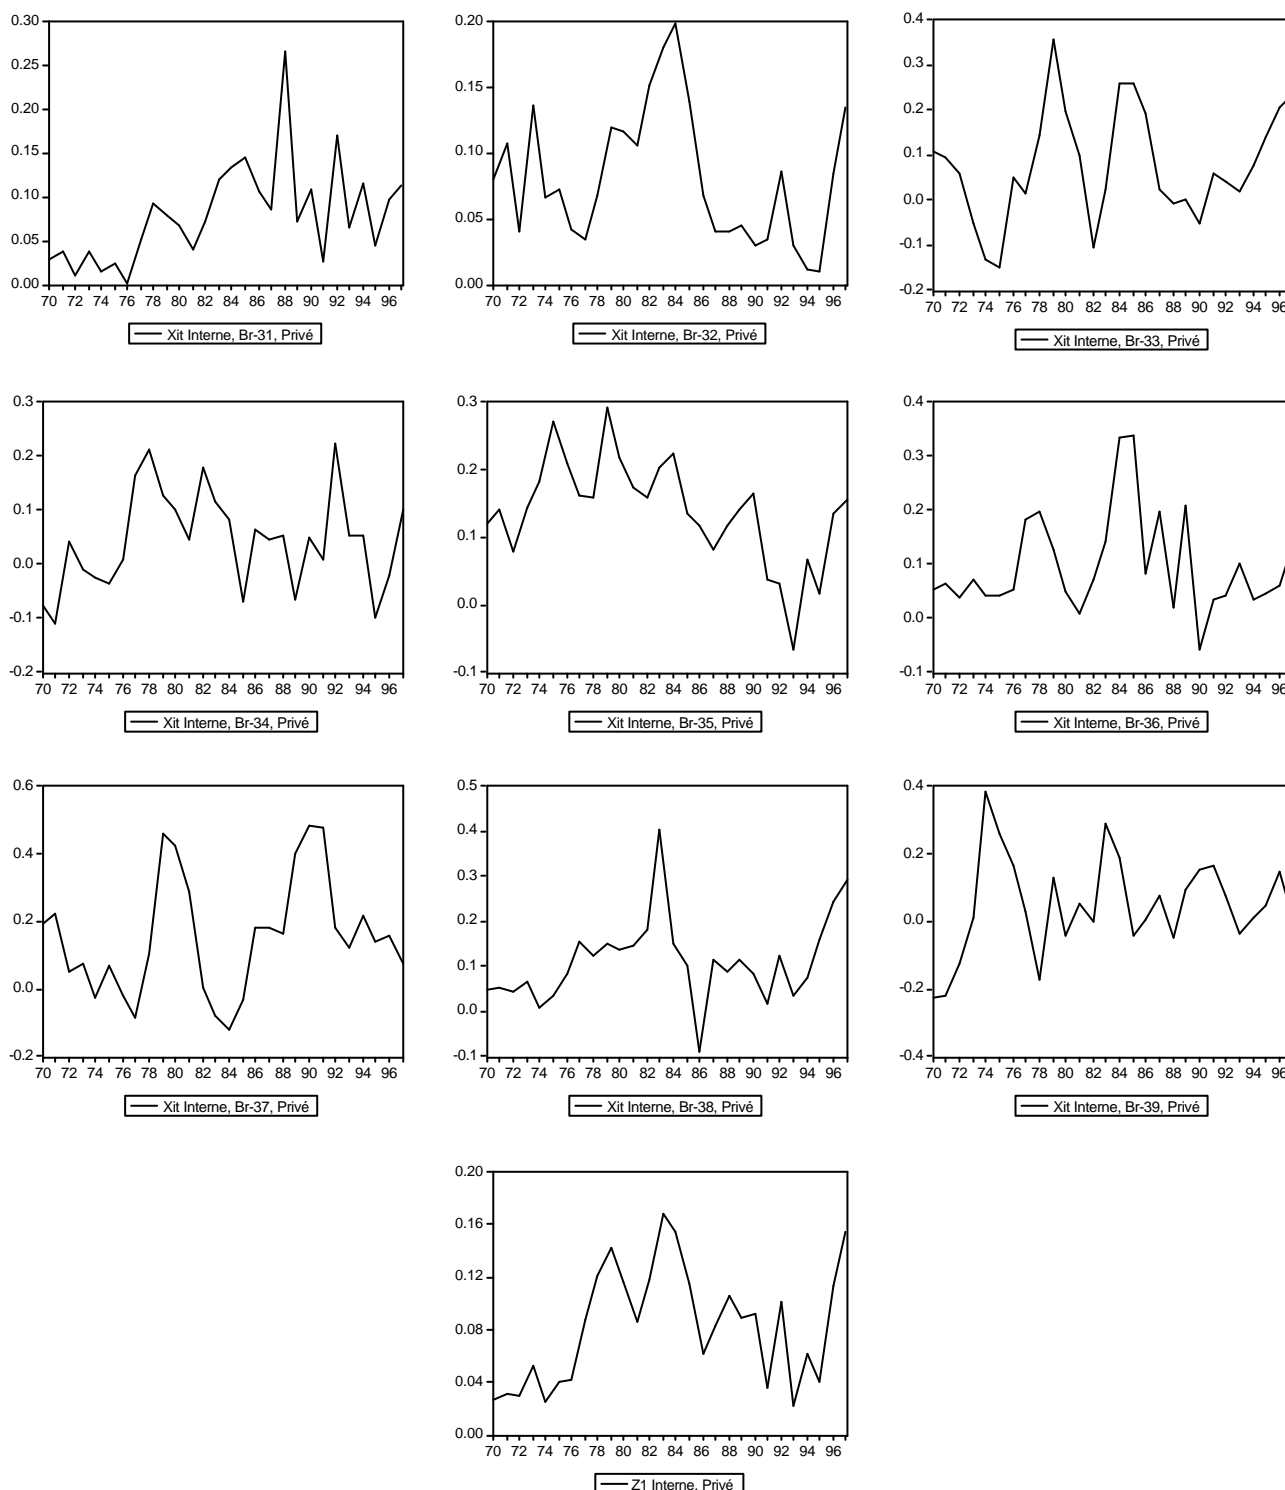 0.30
0.25
0.20
0.15
0.10
0.05
0.00
70 72 74 76 78 80 82 84 86 88 90 92 94 96
Xit Interne, Br-31, Privé
0.20
0.15
0.10
0.05
0.00
70 72 74 76 78 80 82 84 86 88 90 92 94 96
Xit Interne, Br-32, Privé
0.4
0.3
0.2
0.1
0.0
-0.1
-0.2
70 72 74 76 78 80 82 84 86 88 90 92 94 96
Xit Interne, Br-33, Privé
0.3
0.2
0.1
0.0
-0.1
-0.2
70 72 74 76 78 80 82 84 86 88 90 92 94 96
Xit Interne, Br-34, Privé
0.3
0.2
0.1
0.0
-0.1
70 72 74 76 78 80 82 84 86 88 90 92 94 96
Xit Interne, Br-35, Privé
0.4
0.3
0.2
0.1
0.0
-0.1
70 72 74 76 78 80 82 84 86 88 90 92 94 96
Xit Interne, Br-36, Privé
0.6
0.4
0.2
0.0
-0.2
70 72 74 76 78 80 82 84 86 88 90 92 94 96
Xit Interne, Br-37, Privé
0.5
0.4
0.3
0.2
0.1
0.0
-0.1
70 72 74 76 78 80 82 84 86 88 90 92 94 96
Xit Interne, Br-38, Privé
0.4
0.2
0.0
-0.2
-0.4
70 72 74 76 78 80 82 84 86 88 90 92 94 96
Xit Interne, Br-39, Privé
0.20
0.16
0.12
0.08
0.04
0.00
70 72 74 76 78 80 82 84 86 88 90 92 94 96
Z1 Interne, Privé